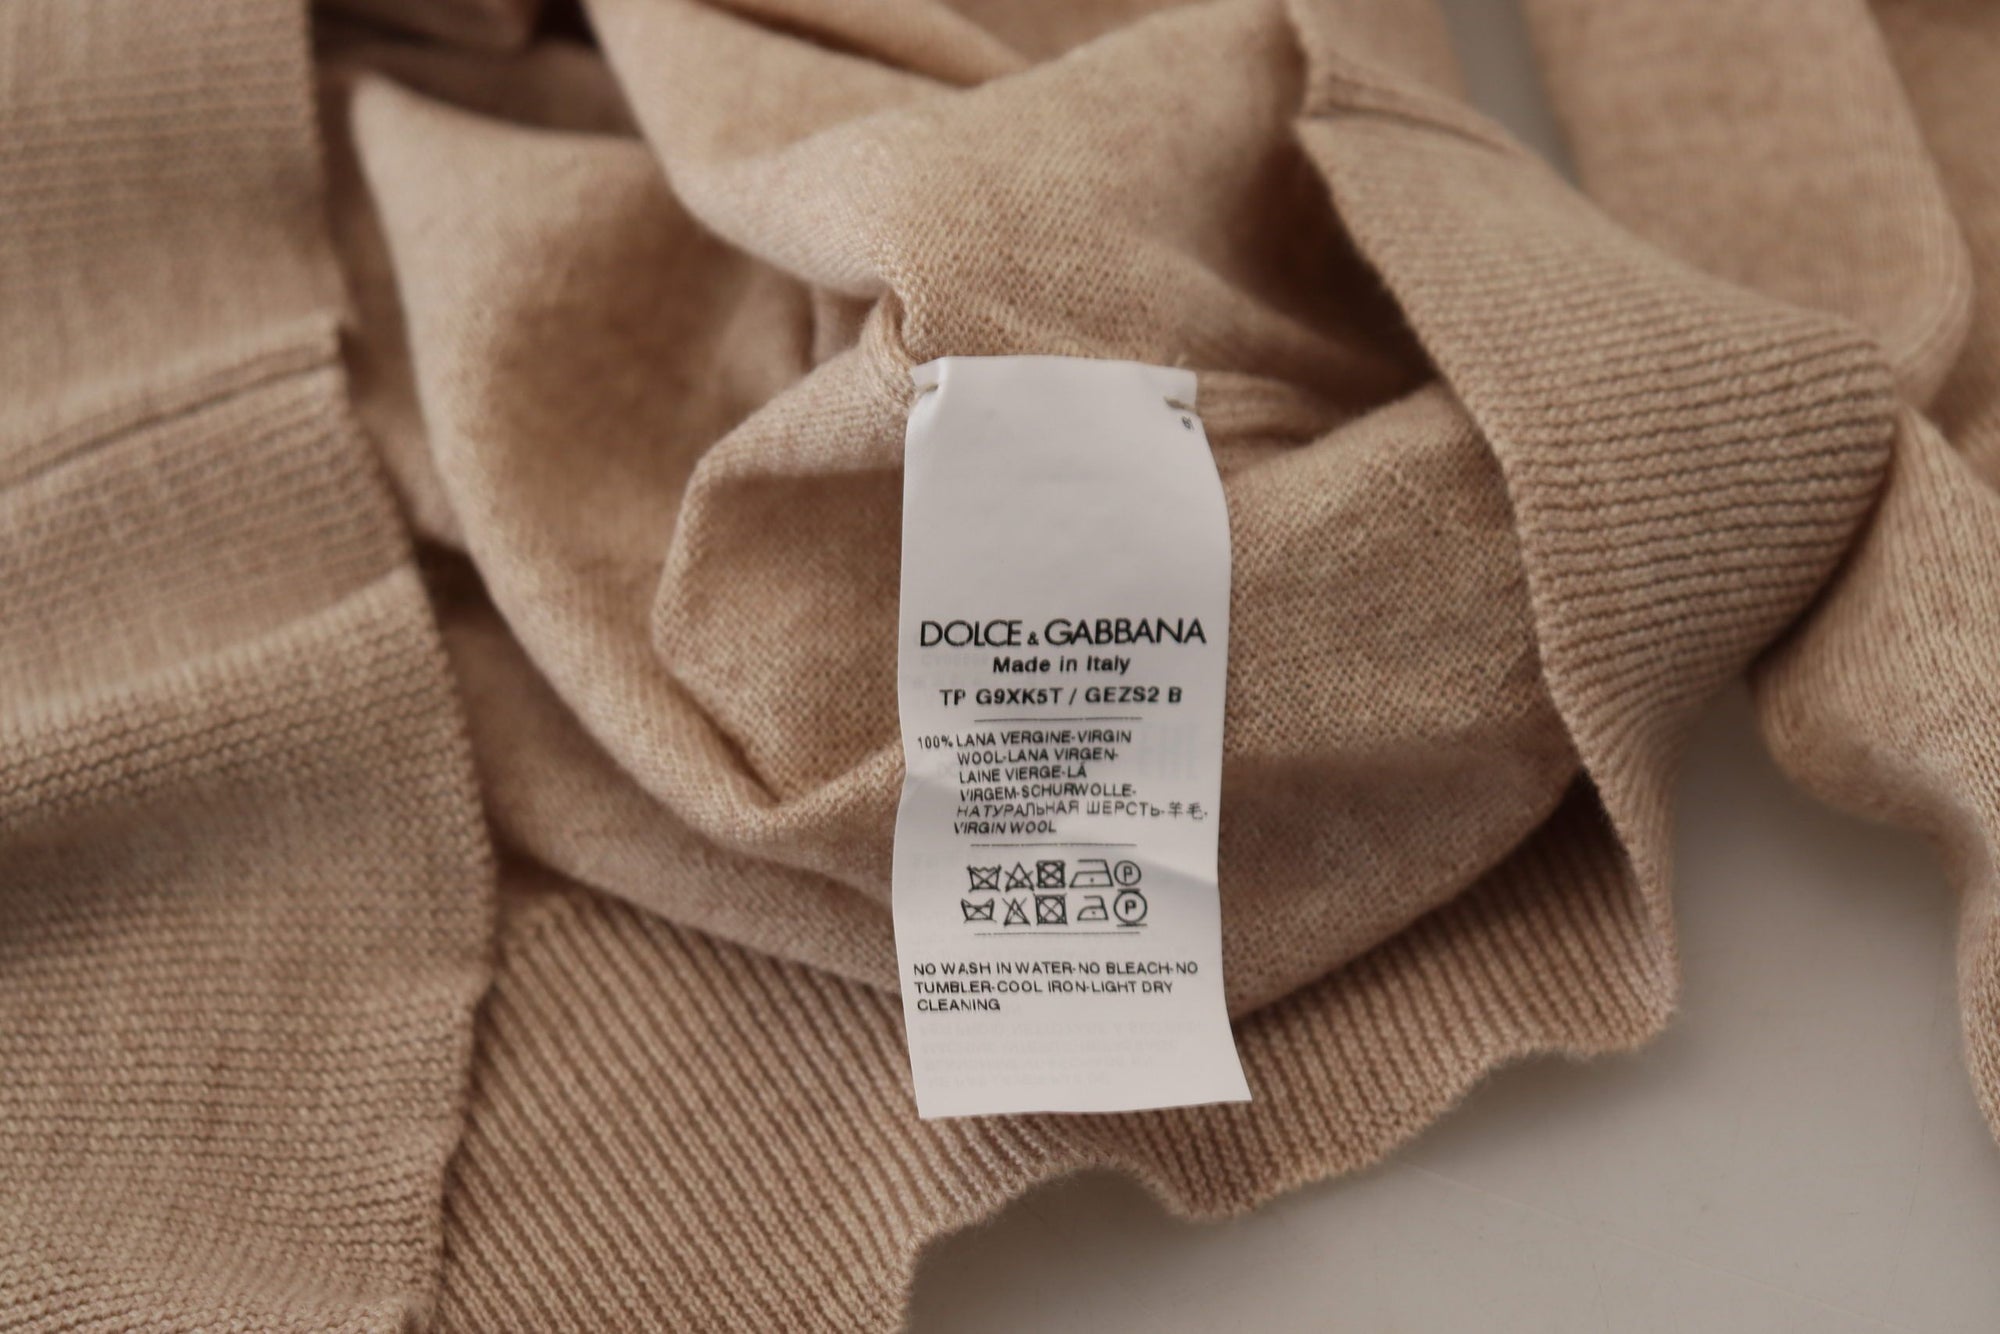 DOLCE & GABBANA
Made in Italy
TP G9XK5T / GEZS2 B
100% LANA VERGINE-VIRGIN
WOOL-LANA VIRGEN-
LAINE VIERGE-LÃ
VIRGEM-SCHURWOLLE-
НАТУРАЛЬНАЯ ШЕРСТЬ-羊毛-
VIRGIN WOOL
P
P
NO WASH IN WATER-NO BLEACH-NO
TUMBLER-COOL IRON-LIGHT DRY
CLEANING